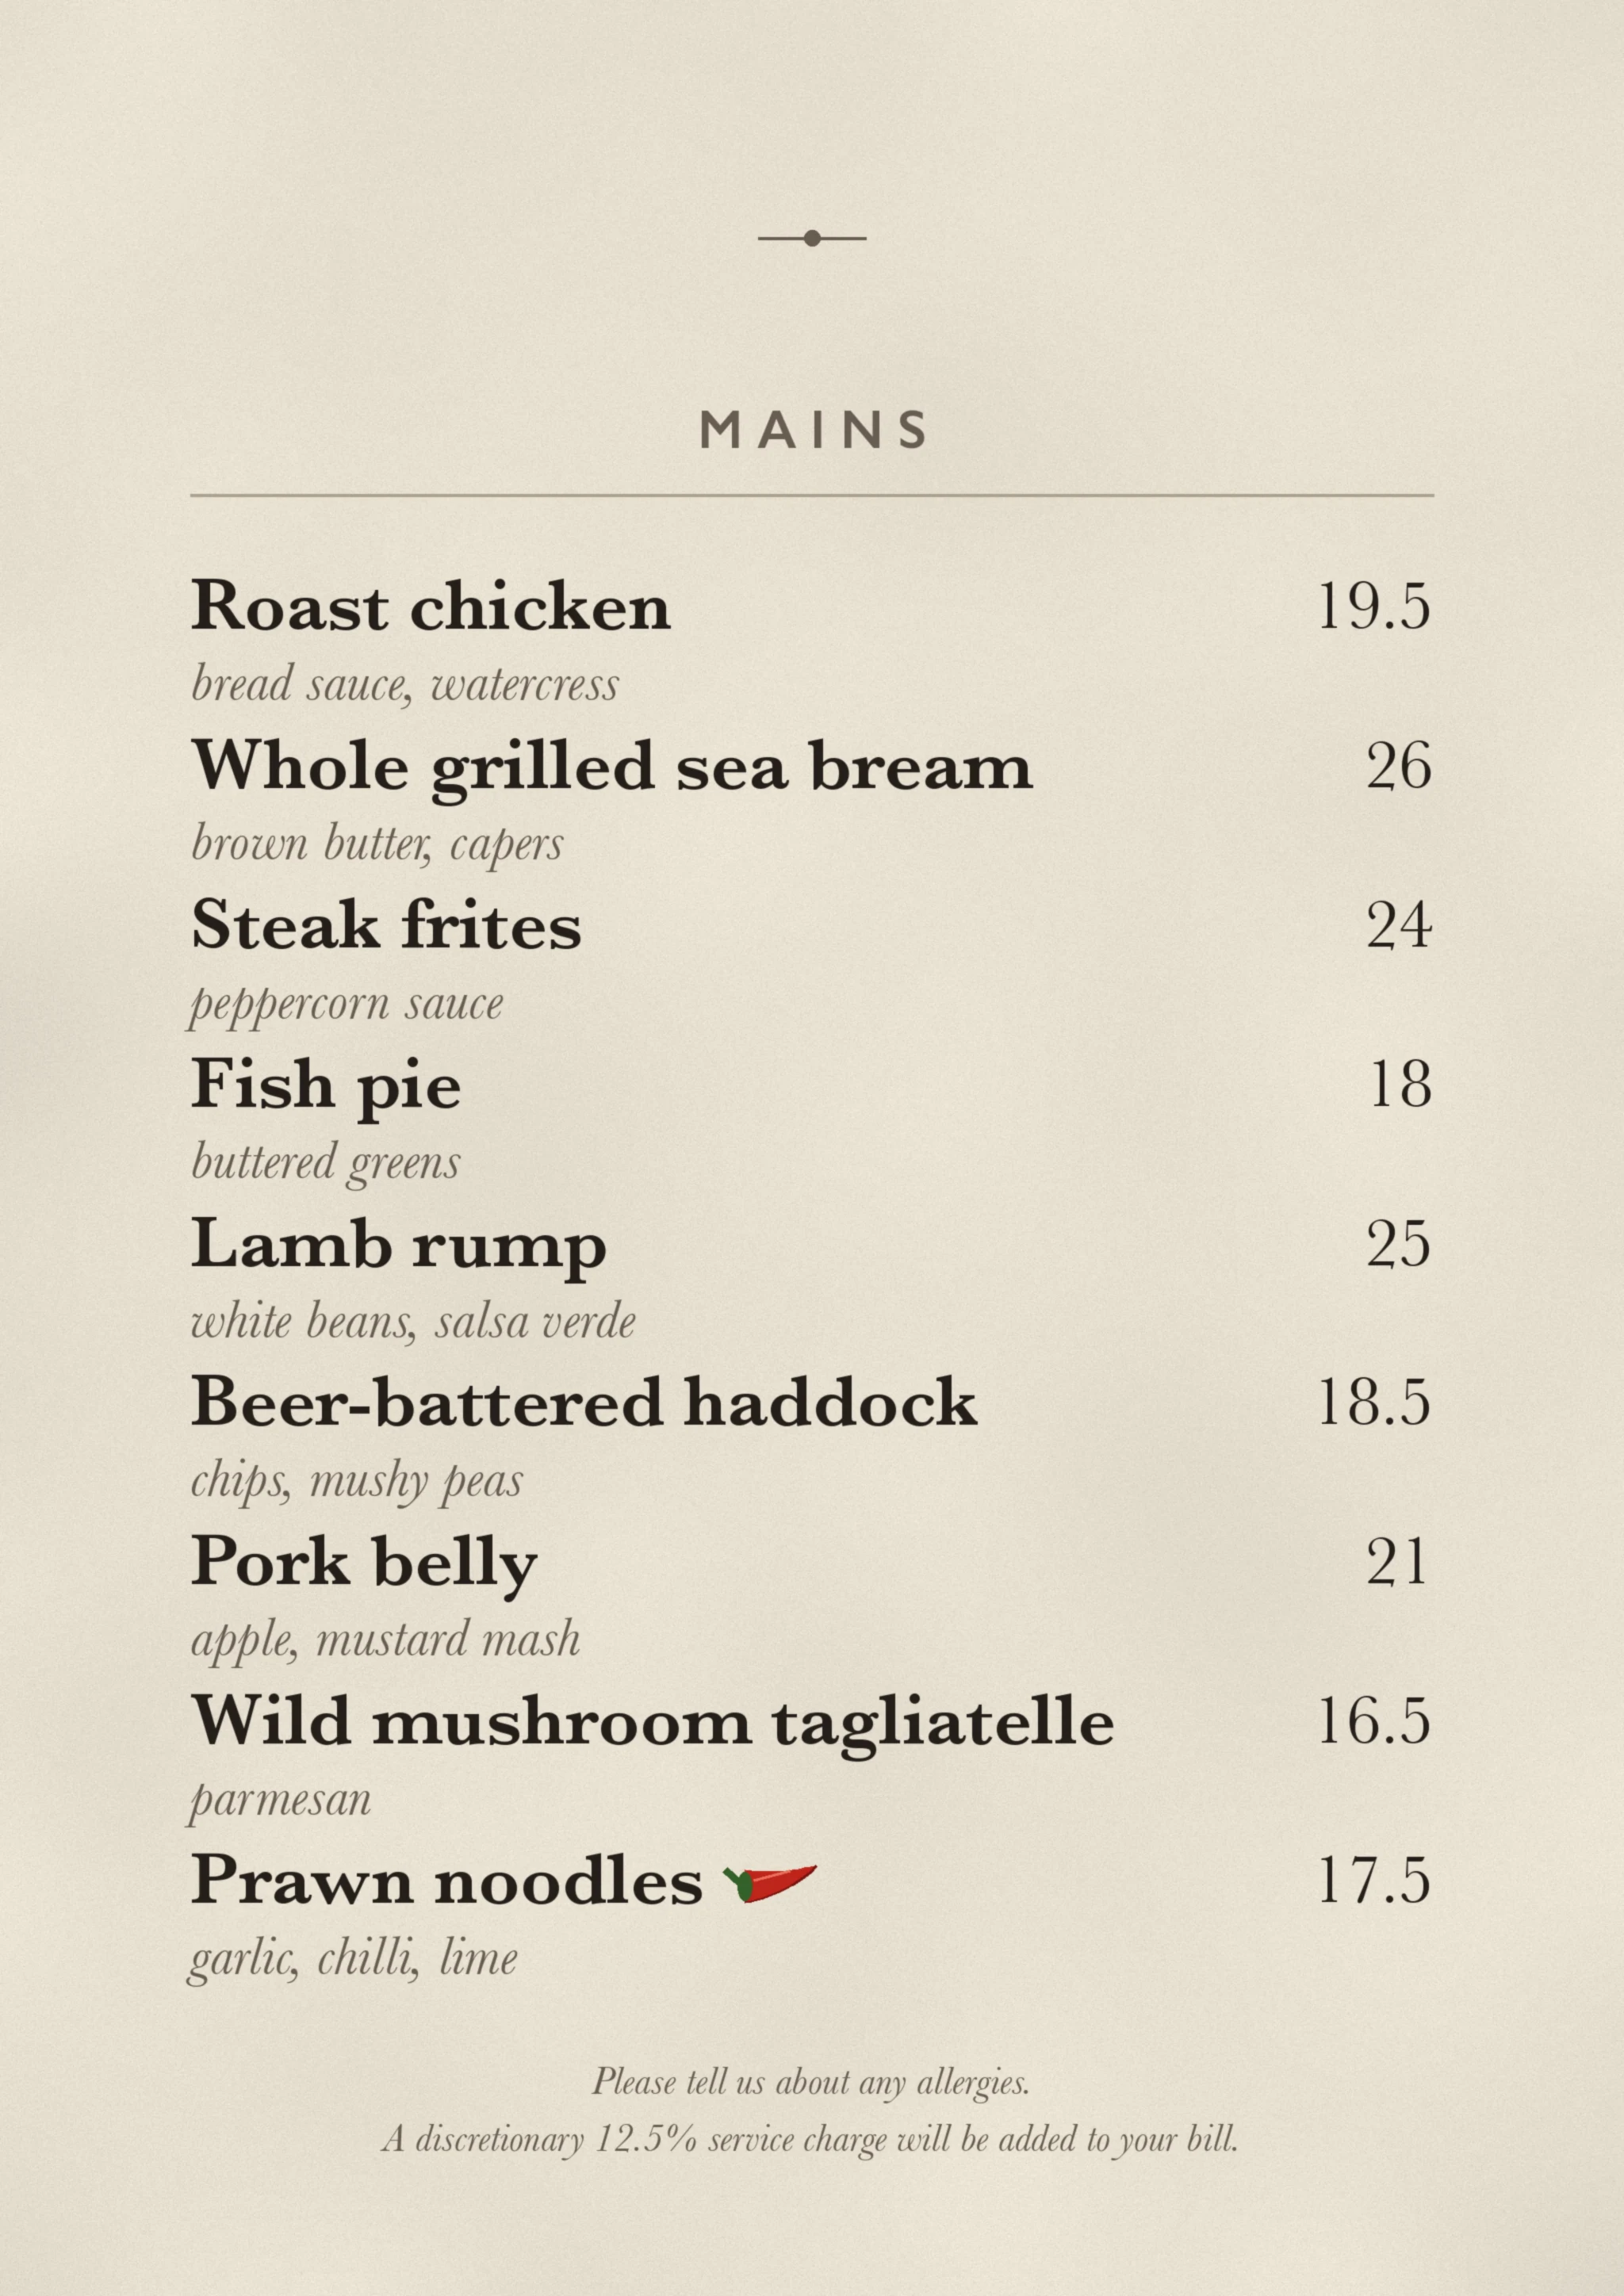 MAINS
Roast chicken 19.5
bread sauce, watercress
Whole grilled sea bream 26
brown butter, capers
Steak frites 24
peppercorn sauce
Fish pie 18
buttered greens
Lamb rump 25
white beans, salsa verde
Beer-battered haddock 18.5
chips, mushy peas
Pork belly 21
apple, mustard mash
Wild mushroom tagliatelle 16.5
parmesan
Prawn noodles 17.5
garlic, chilli, lime
Please tell us about any allergies.
A discretionary 12.5% service charge will be added to your bill.